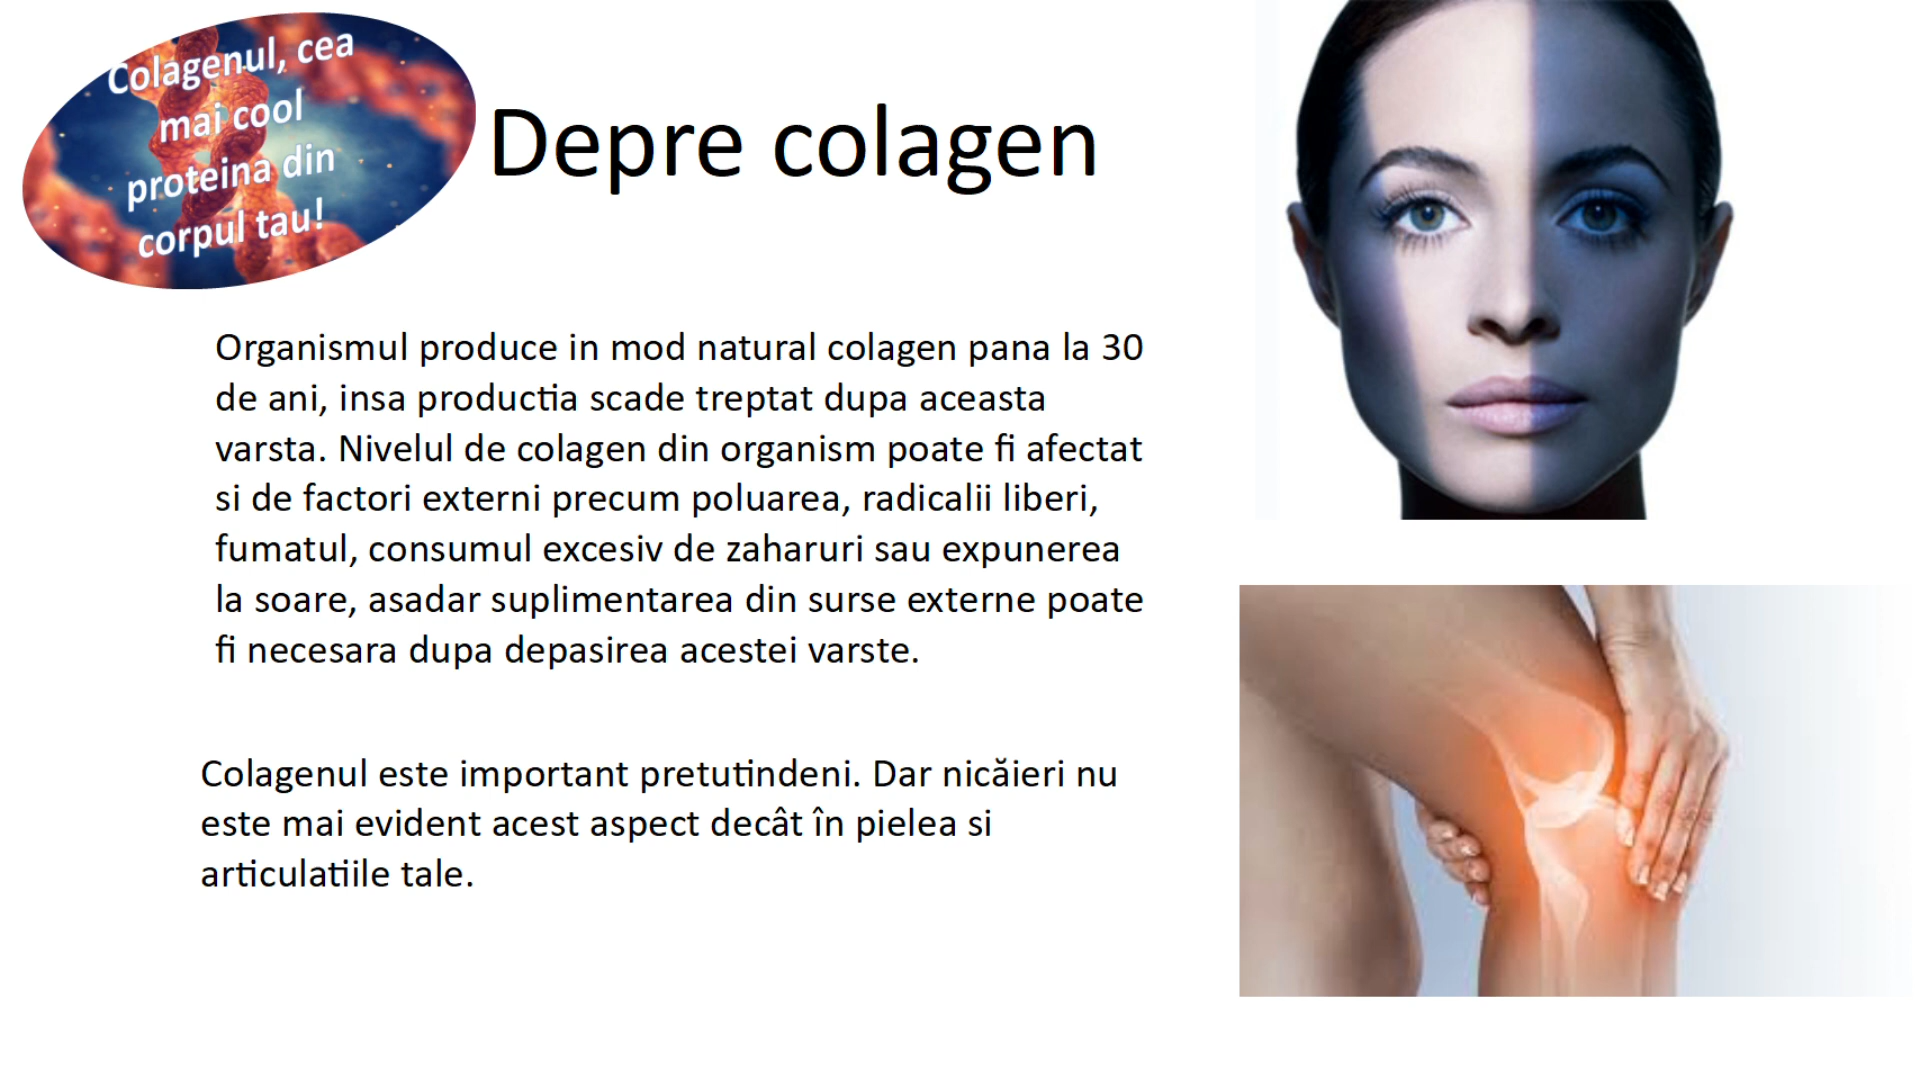 Colagenul, cea
mai cool
proteina din
corpul tau!
Depre colagen
Organismul produce in mod natural colagen pana la 30
de ani, insa productia scade treptat dupa aceasta
varsta. Nivelul de colagen din organism poate fi afectat
si de factori externi precum poluarea, radicalii liberi,
fumatul, consumul excesiv de zaharuri sau expunerea
la soare, asadar suplimentarea din surse externe poate
fi necesara dupa depasirea acestei varste.
Colagenul este important pretutindeni. Dar nicăieri nu
este mai evident acest aspect decât în pielea si
articulatiile tale.